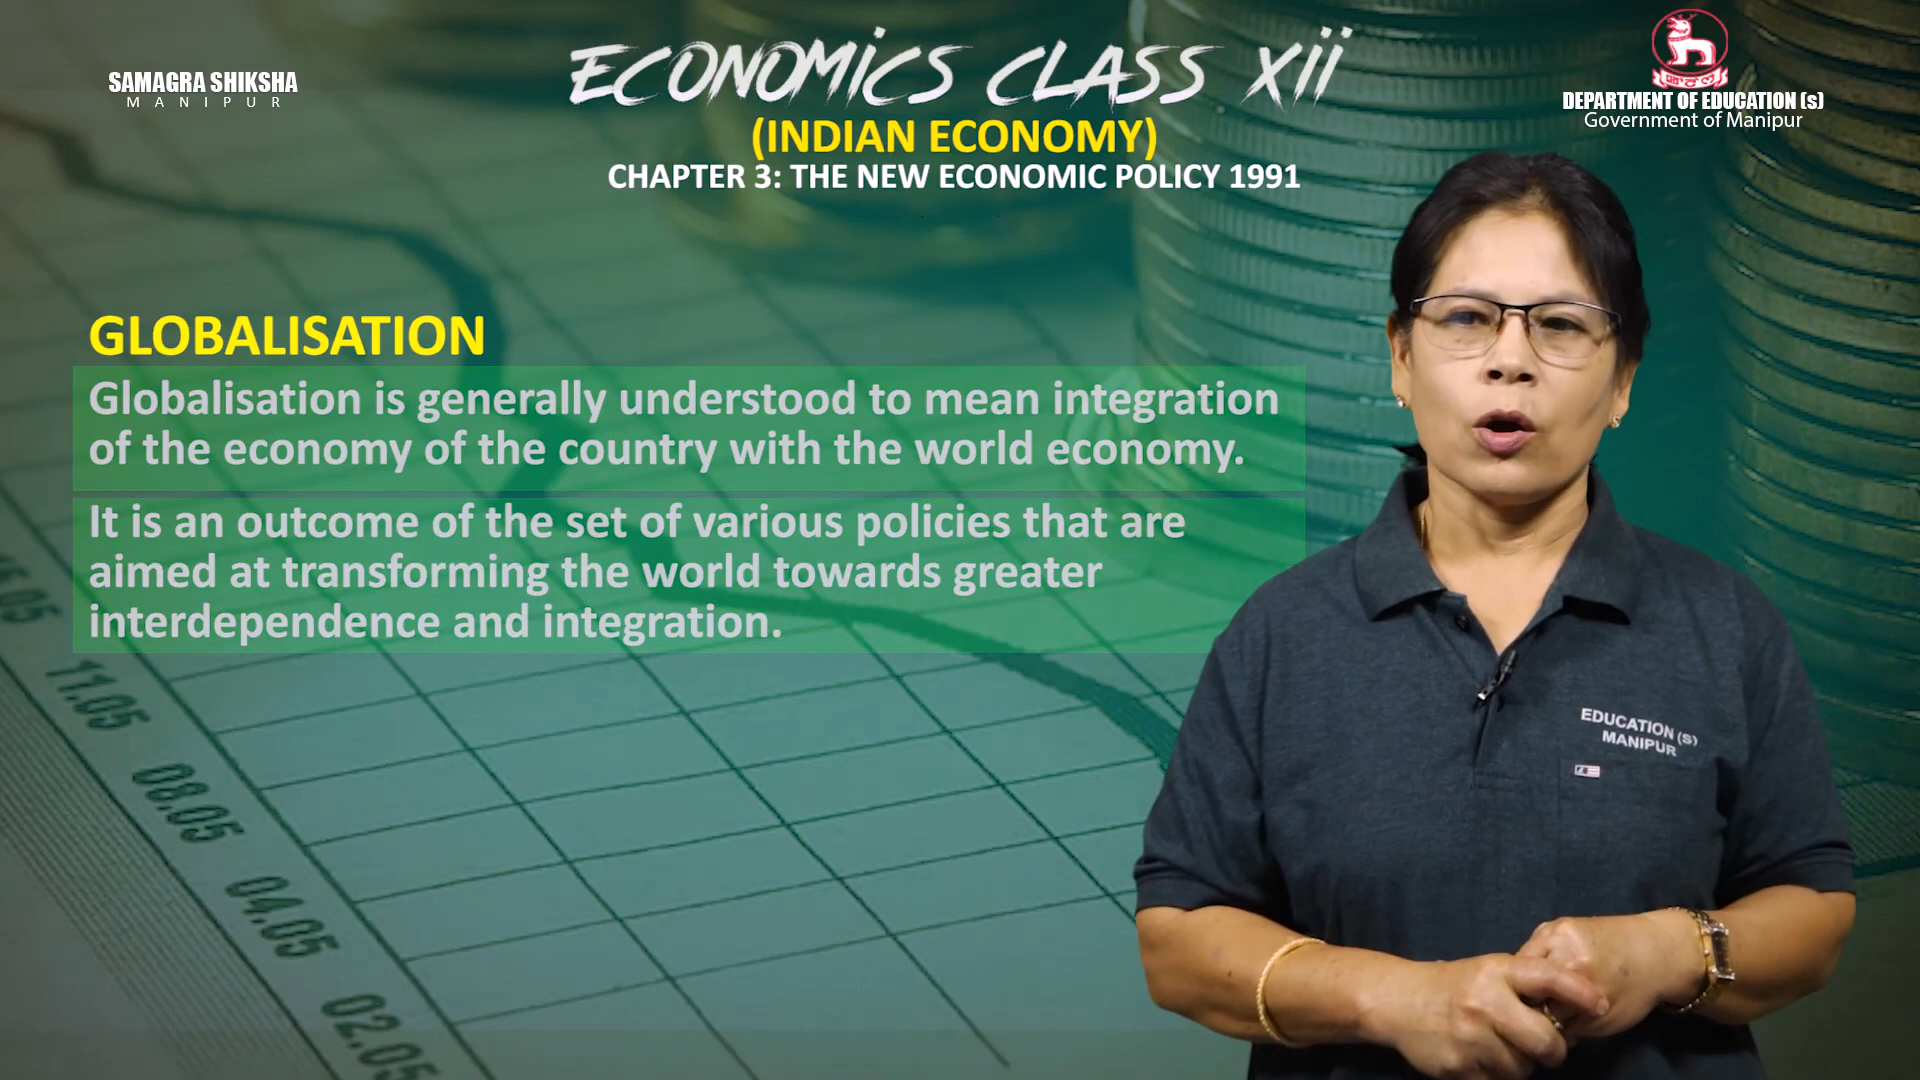 SAMAGRA SHIKSHA
MANIPUR
ECONOMICS CLASS XII
(INDIAN ECONOMY)
CHAPTER 3: THE NEW ECONOMIC POLICY 1991
DEPARTMENT OF EDUCATION (s)
Government of Manipur
GLOBALISATION
Globalisation is generally understood to mean integration
of the economy of the country with the world economy.
It is an outcome of the set of various policies that are
aimed at transforming the world towards greater
interdependence and integration.
EDUCATION (S)
MANIPUR
11.05
08.05
04.05
02.05